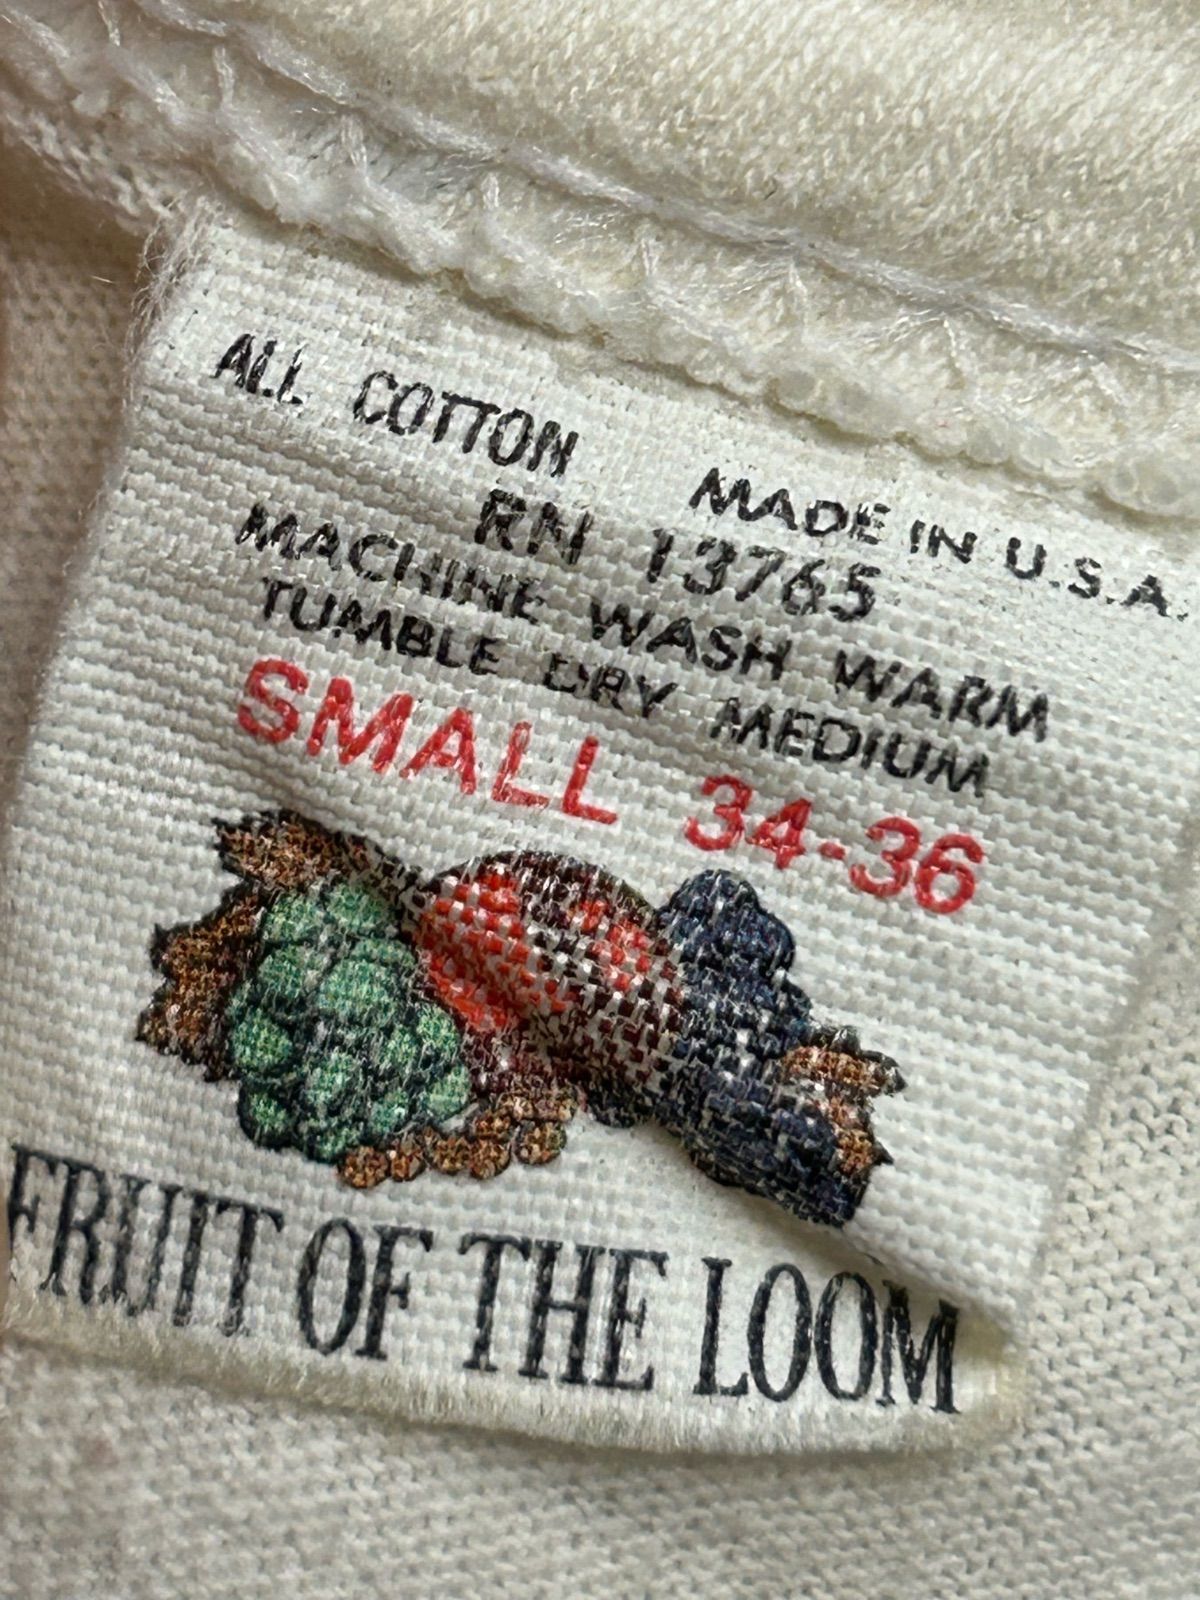 ALL COTTON MADE IN U.S.A.
RN 13765
MACHINE WASH WARM
TUMBLE DRY MEDIUM
SMALL 34-36
FRUIT OF THE LOOM